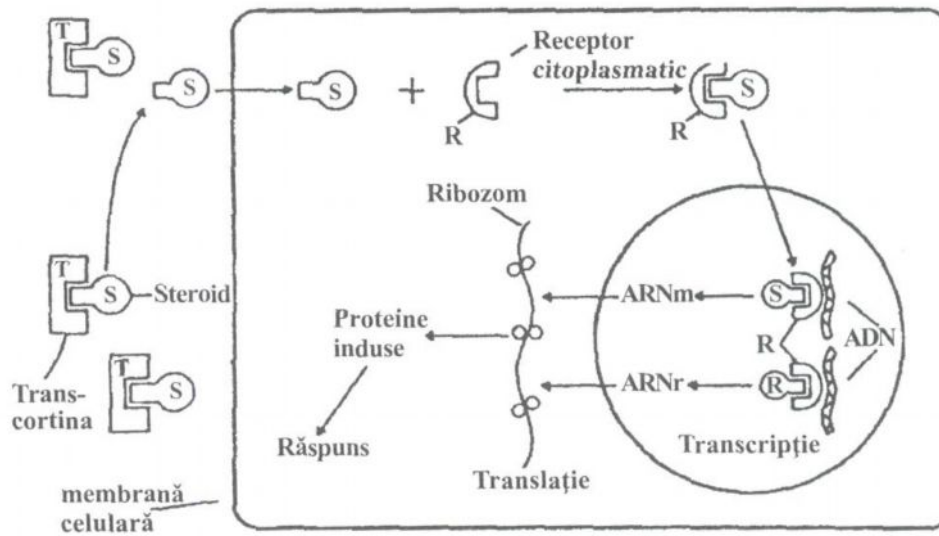 T
S
S
S
+
Receptor
citoplasmatic
R
S
R
Ribozom
T
S
Steroid
ARNm
S
ADN
Proteine
induse
R
T
S
Trans-
cortina
ARNr
R
Răspuns
Transcripție
Translație
membrană
celulară